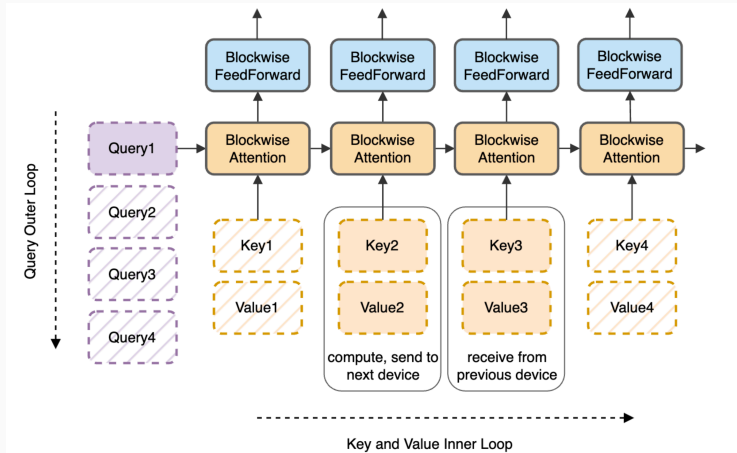 Blockwise
FeedForward
Blockwise
FeedForward
Blockwise
FeedForward
Blockwise
FeedForward
Query Outer Loop
Query1
Blockwise
Attention
Blockwise
Attention
Blockwise
Attention
Blockwise
Attention
Query2
Query3
Query4
Key1
Key2
Key3
Key4
Value1
Value2
Value3
Value4
compute, send to
next device
receive from
previous device
Key and Value Inner Loop